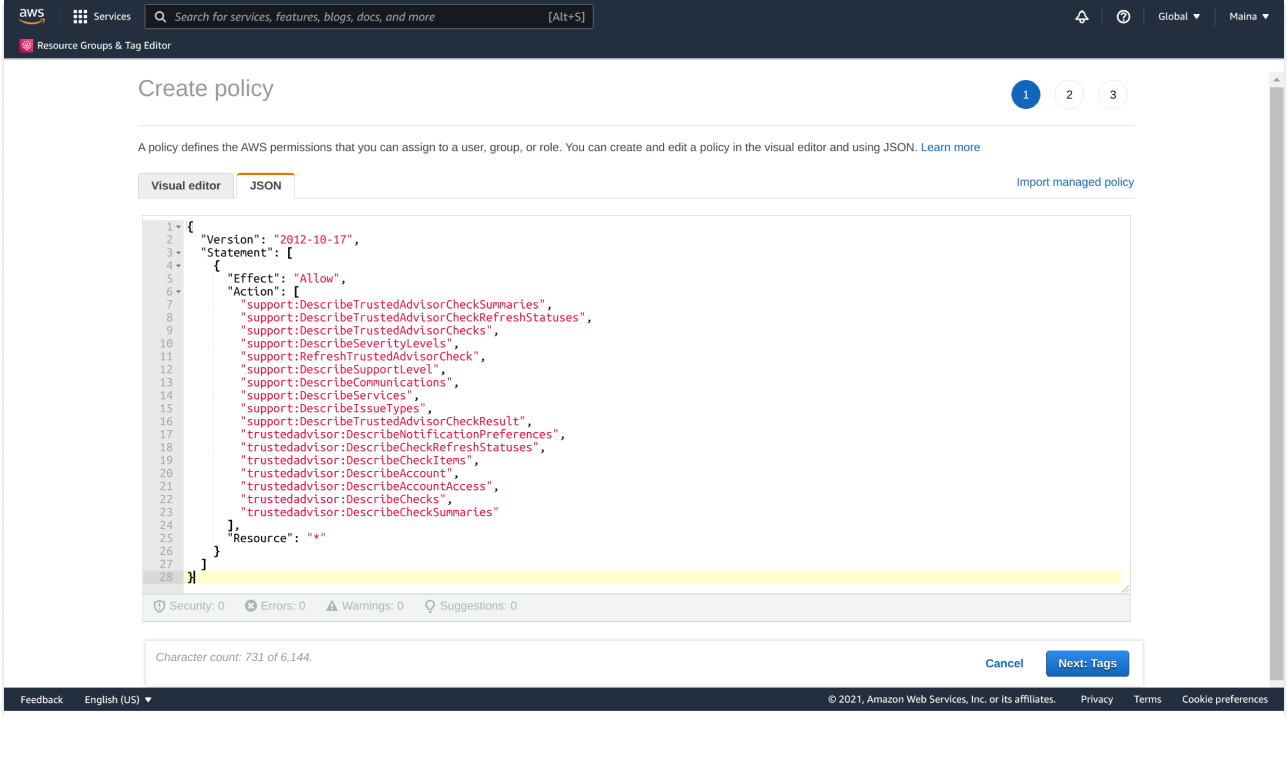 aws Services Search for services, features, blogs, docs, and more [Alt+S] Global ▼ Maina ▼
Resource Groups & Tag Editor
Create policy
1 2 3
A policy defines the AWS permissions that you can assign to a user, group, or role. You can create and edit a policy in the visual editor and using JSON. Learn more
Visual editor JSON Import managed policy
1 {
2 "Version": "2012-10-17",
3 "Statement": [
4 {
5 "Effect": "Allow",
6 "Action": [
7 "support:DescribeTrustedAdvisorCheckSummaries",
8 "support:DescribeTrustedAdvisorCheckRefreshStatuses",
9 "support:DescribeTrustedAdvisorChecks",
10 "support:DescribeSeverityLevels",
11 "support:RefreshTrustedAdvisorCheck",
12 "support:DescribeSupportLevel",
13 "support:DescribeCommunications",
14 "support:DescribeServices",
15 "support:DescribeIssueTypes",
16 "support:DescribeTrustedAdvisorCheckResult",
17 "trustedadvisor:DescribeNotificationPreferences",
18 "trustedadvisor:DescribeCheckRefreshStatuses",
19 "trustedadvisor:DescribeCheckItems",
20 "trustedadvisor:DescribeAccount",
21 "trustedadvisor:DescribeAccountAccess",
22 "trustedadvisor:DescribeChecks",
23 "trustedadvisor:DescribeCheckSummaries"
24 ],
25 "Resource": "*"
26 }
27 ]
28 }
Security: 0 Errors: 0 Warnings: 0 Suggestions: 0
Character count: 731 of 6,144.
Cancel Next: Tags
Feedback English (US) ▼ © 2021, Amazon Web Services, Inc. or its affiliates. Privacy Terms Cookie preferences